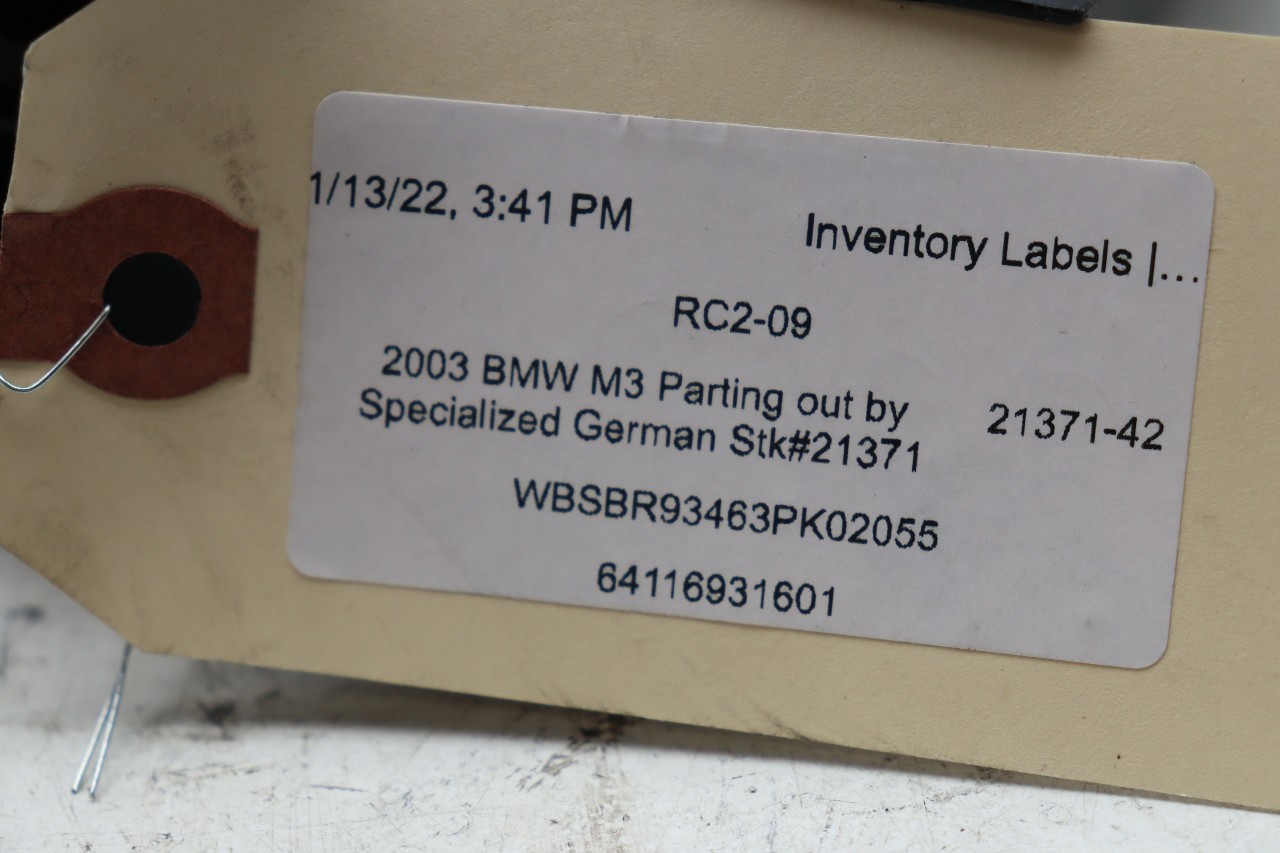 1/13/22, 3:41 PM
Inventory Labels |...
RC2-09
2003 BMW M3 Parting out by
Specialized German Stk#21371
21371-42
WBSBR93463PK02055
64116931601